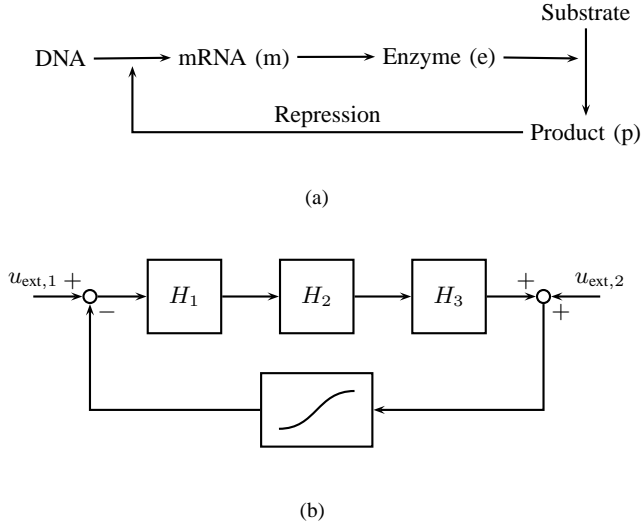 Substrate
DNA mRNA (m) Enzyme (e)
Repression
Product (p)
(a)
u_ext,1 + H_1 H_2 H_3 + u_ext,2
− +
(b)